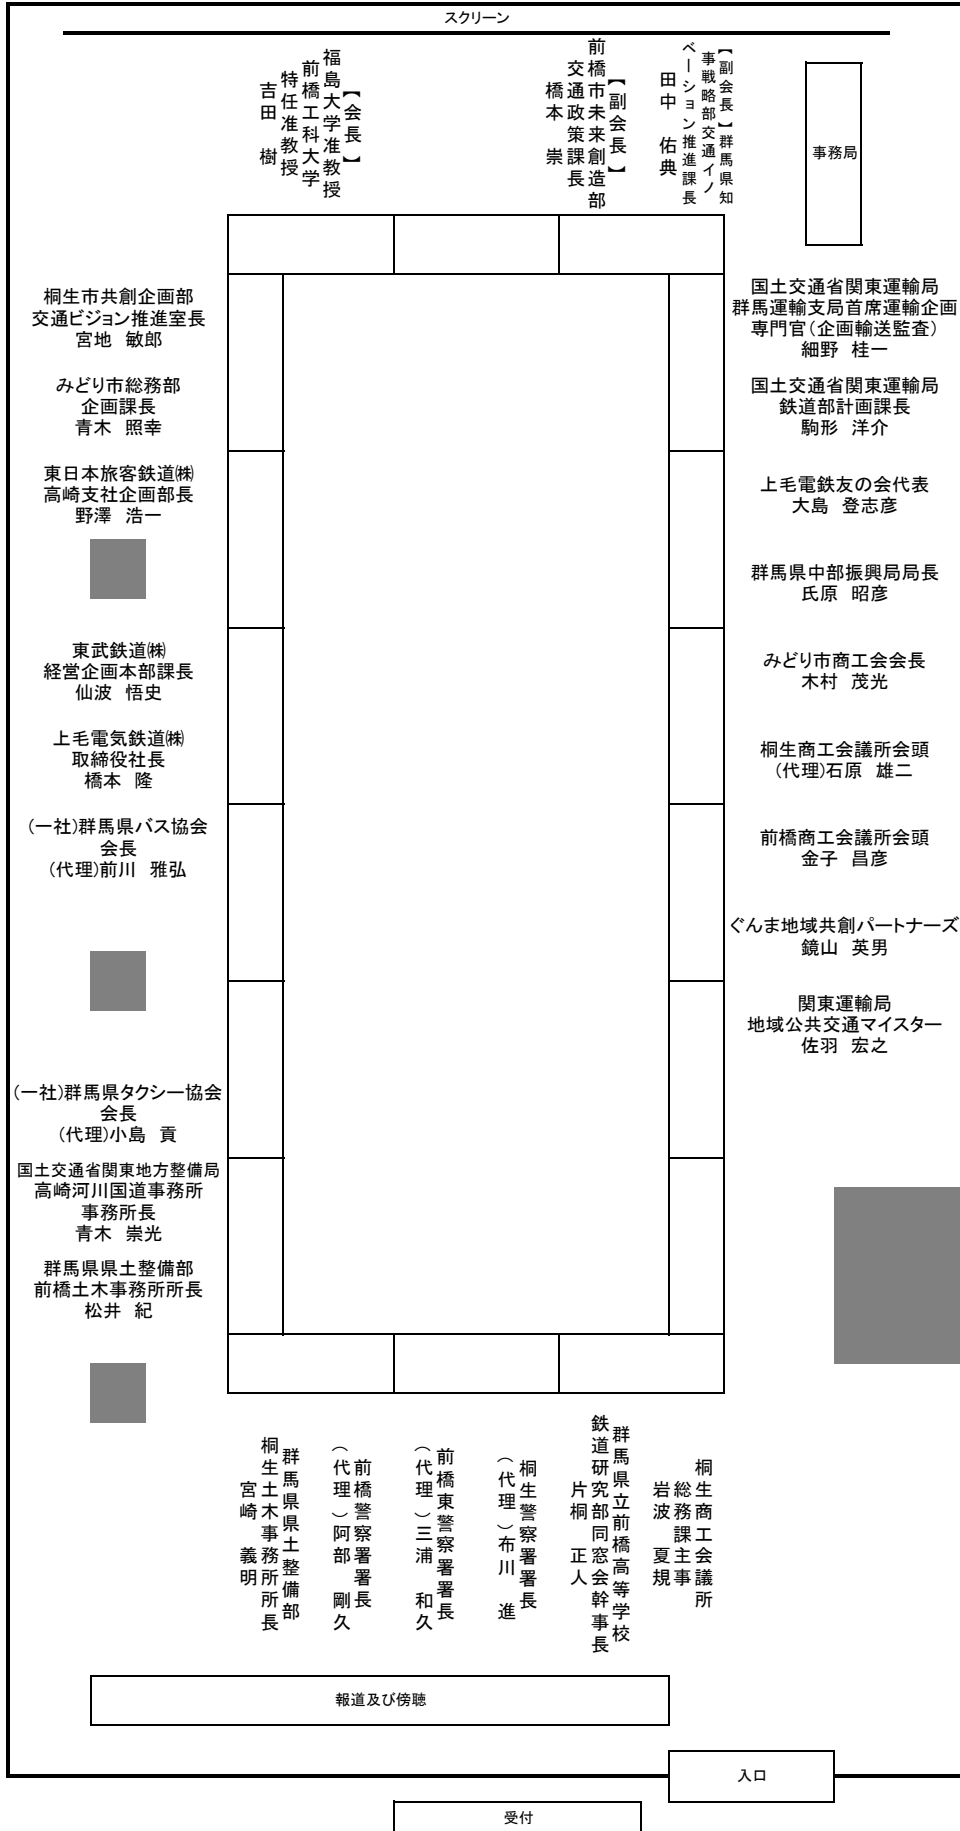 スクリーン
【会長】
福島大学准教授
前橋工科大学
特任准教授
吉田　樹
【副会長】
前橋市未来創造部
交通政策課長
橋本　崇
【副会長】群馬県知
事戦略部交通イノ
ベーション推進課長
田中　佑典
事務局
桐生市共創企画部
交通ビジョン推進室長
宮地　敏郎
みどり市総務部
企画課長
青木　照幸
東日本旅客鉄道㈱
高崎支社企画部長
野澤　浩一
東武鉄道㈱
経営企画本部課長
仙波　悟史
上毛電気鉄道㈱
取締役社長
橋本　隆
(一社)群馬県バス協会
会長
(代理)前川　雅弘
(一社)群馬県タクシー協会
会長
(代理)小島　貢
国土交通省関東地方整備局
高崎河川国道事務所
事務所長
青木　崇光
群馬県県土整備部
前橋土木事務所所長
松井　紀
国土交通省関東運輸局
群馬運輸支局首席運輸企画
専門官(企画輸送監査)
細野　桂一
国土交通省関東運輸局
鉄道部計画課長
駒形　洋介
上毛電鉄友の会代表
大島　登志彦
群馬県中部振興局局長
氏原　昭彦
みどり市商工会会長
木村　茂光
桐生商工会議所会頭
(代理)石原　雄二
前橋商工会議所会頭
金子　昌彦
ぐんま地域共創パートナーズ
鏡山　英男
関東運輸局
地域公共交通マイスター
佐羽　宏之
群馬県県土整備部
桐生土木事務所所長
宮崎　義明
前橋警察署署長
(代理)阿部　剛久
前橋東警察署署長
(代理)三浦　和久
桐生警察署署長
(代理)布川　進
群馬県立前橋高等学校
鉄道研究部同窓会幹事長
片桐　正人
桐生商工会議所
総務課主事
岩波　夏規
報道及び傍聴
入口
受付